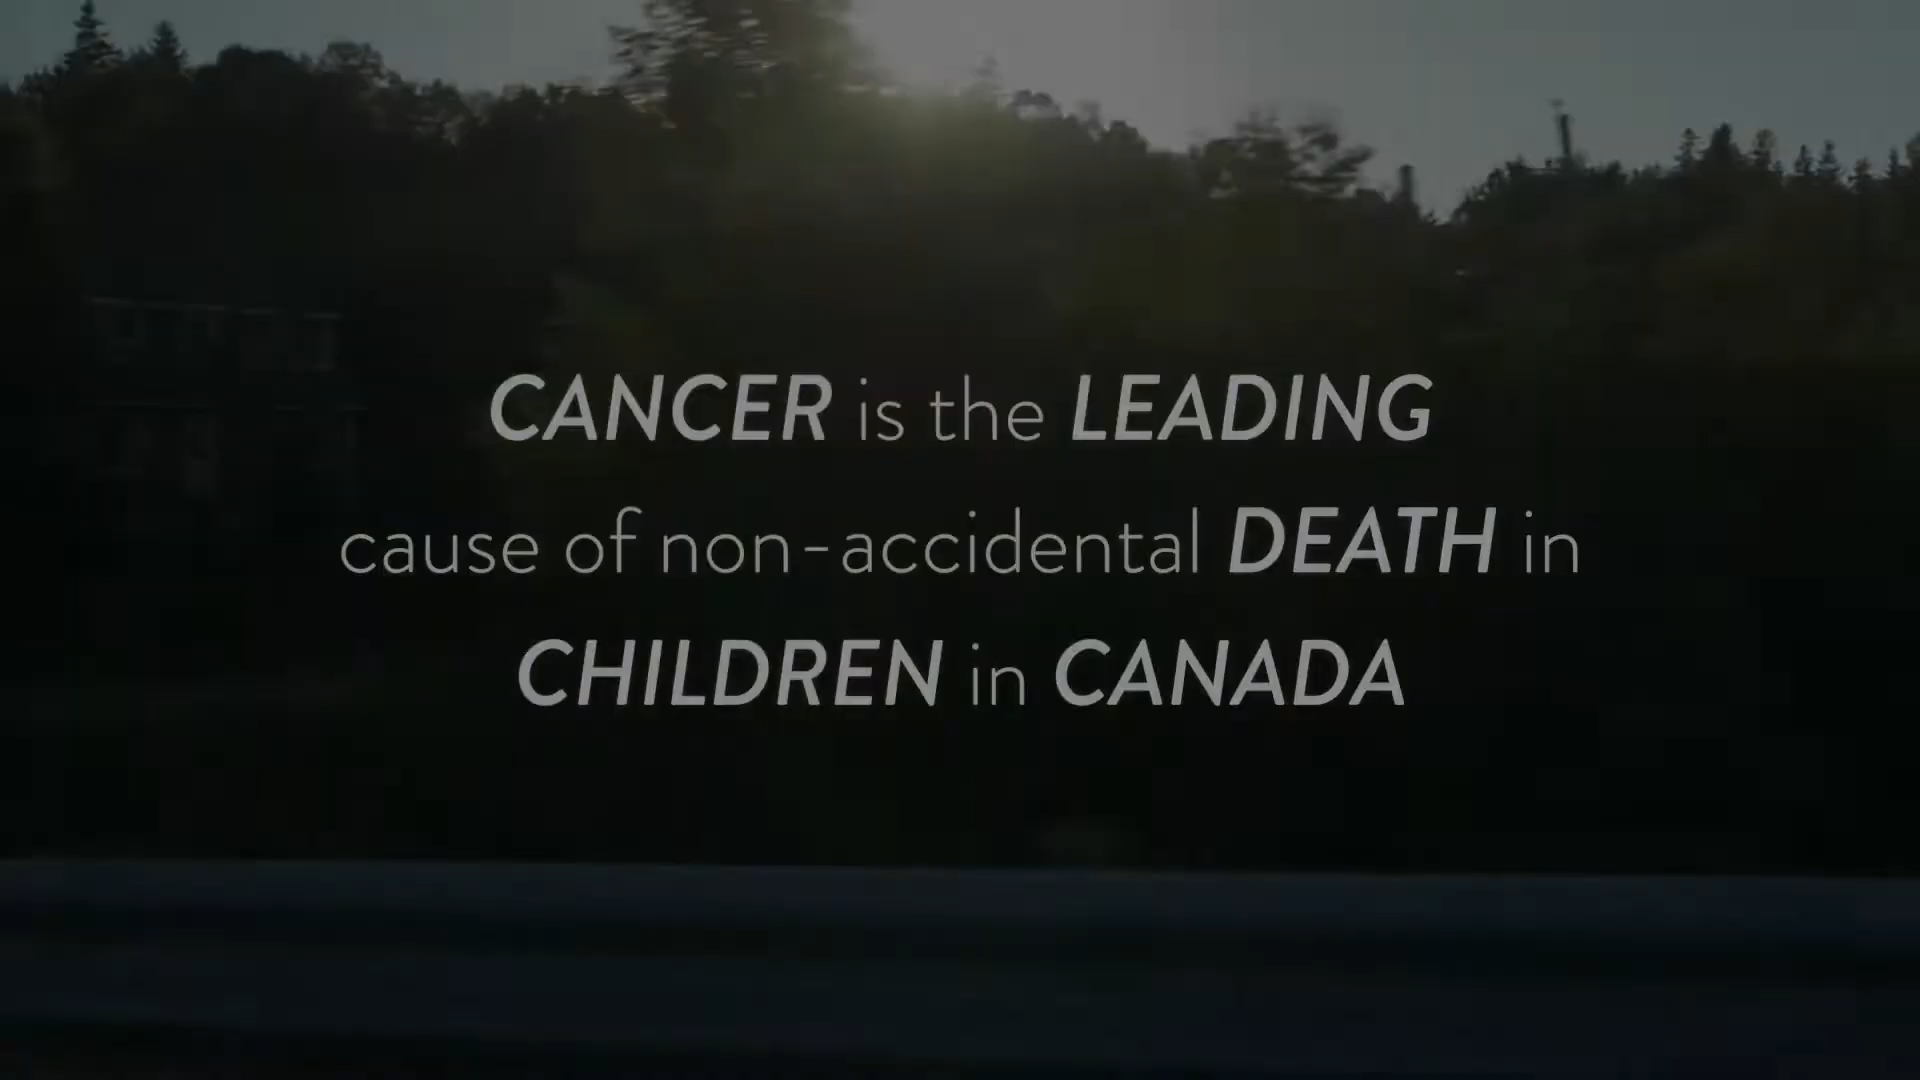 CANCER is the LEADING
cause of non-accidental DEATH in
CHILDREN in CANADA